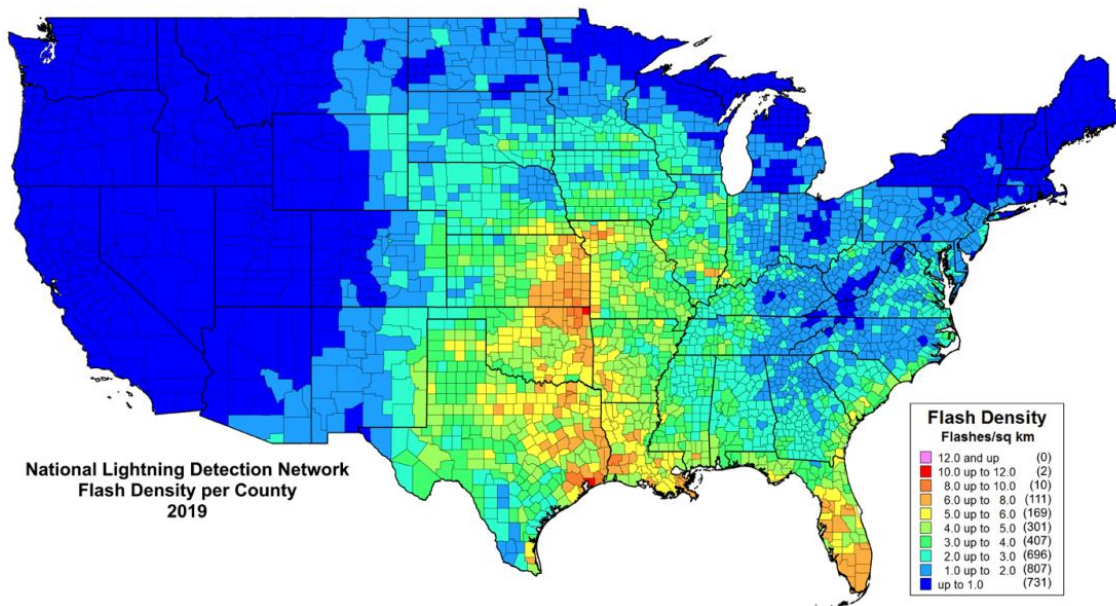 National Lightning Detection Network
Flash Density per County
2019
Flash Density
Flashes/sq km
12.0 and up (0)
10.0 up to 12.0 (2)
8.0 up to 10.0 (10)
6.0 up to 8.0 (111)
5.0 up to 6.0 (169)
4.0 up to 5.0 (301)
3.0 up to 4.0 (407)
2.0 up to 3.0 (696)
1.0 up to 2.0 (807)
up to 1.0 (731)